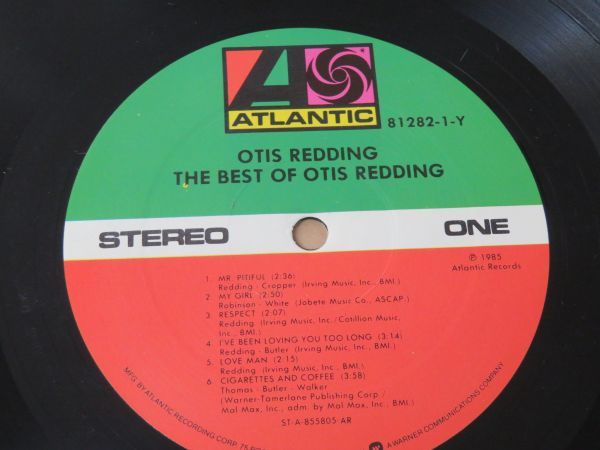 ATLANTIC
81282-1-Y
OTIS REDDING
THE BEST OF OTIS REDDING
STEREO
ONE
℗ 1985
Atlantic Records
1. MR. PITIFUL (2:36)
Redding - Cropper (Irving Music, Inc., BMI.)
2. MY GIRL (2:50)
Robinson - White (Jobete Music Co., ASCAP.)
3. RESPECT (2:07)
Redding (Irving Music, Inc./Cotillion Music,
Inc., BMI.)
4. I'VE BEEN LOVING YOU TOO LONG (3:14)
Redding - Butler (Irving Music, Inc., BMI.)
5. LOVE MAN (2:15)
Redding (Irving Music, Inc., BMI.)
6. CIGARETTES AND COFFEE (3:58)
Thomas - Butler - Walker
(Warner-Tamerlane Publishing Corp /
Mal Max, Inc., adm. by Mal Max, Inc., BMI.)
ST-A-855805-AR
MFG. BY ATLANTIC RECORDING CORP., 75
A WARNER COMMUNICATIONS COMPANY